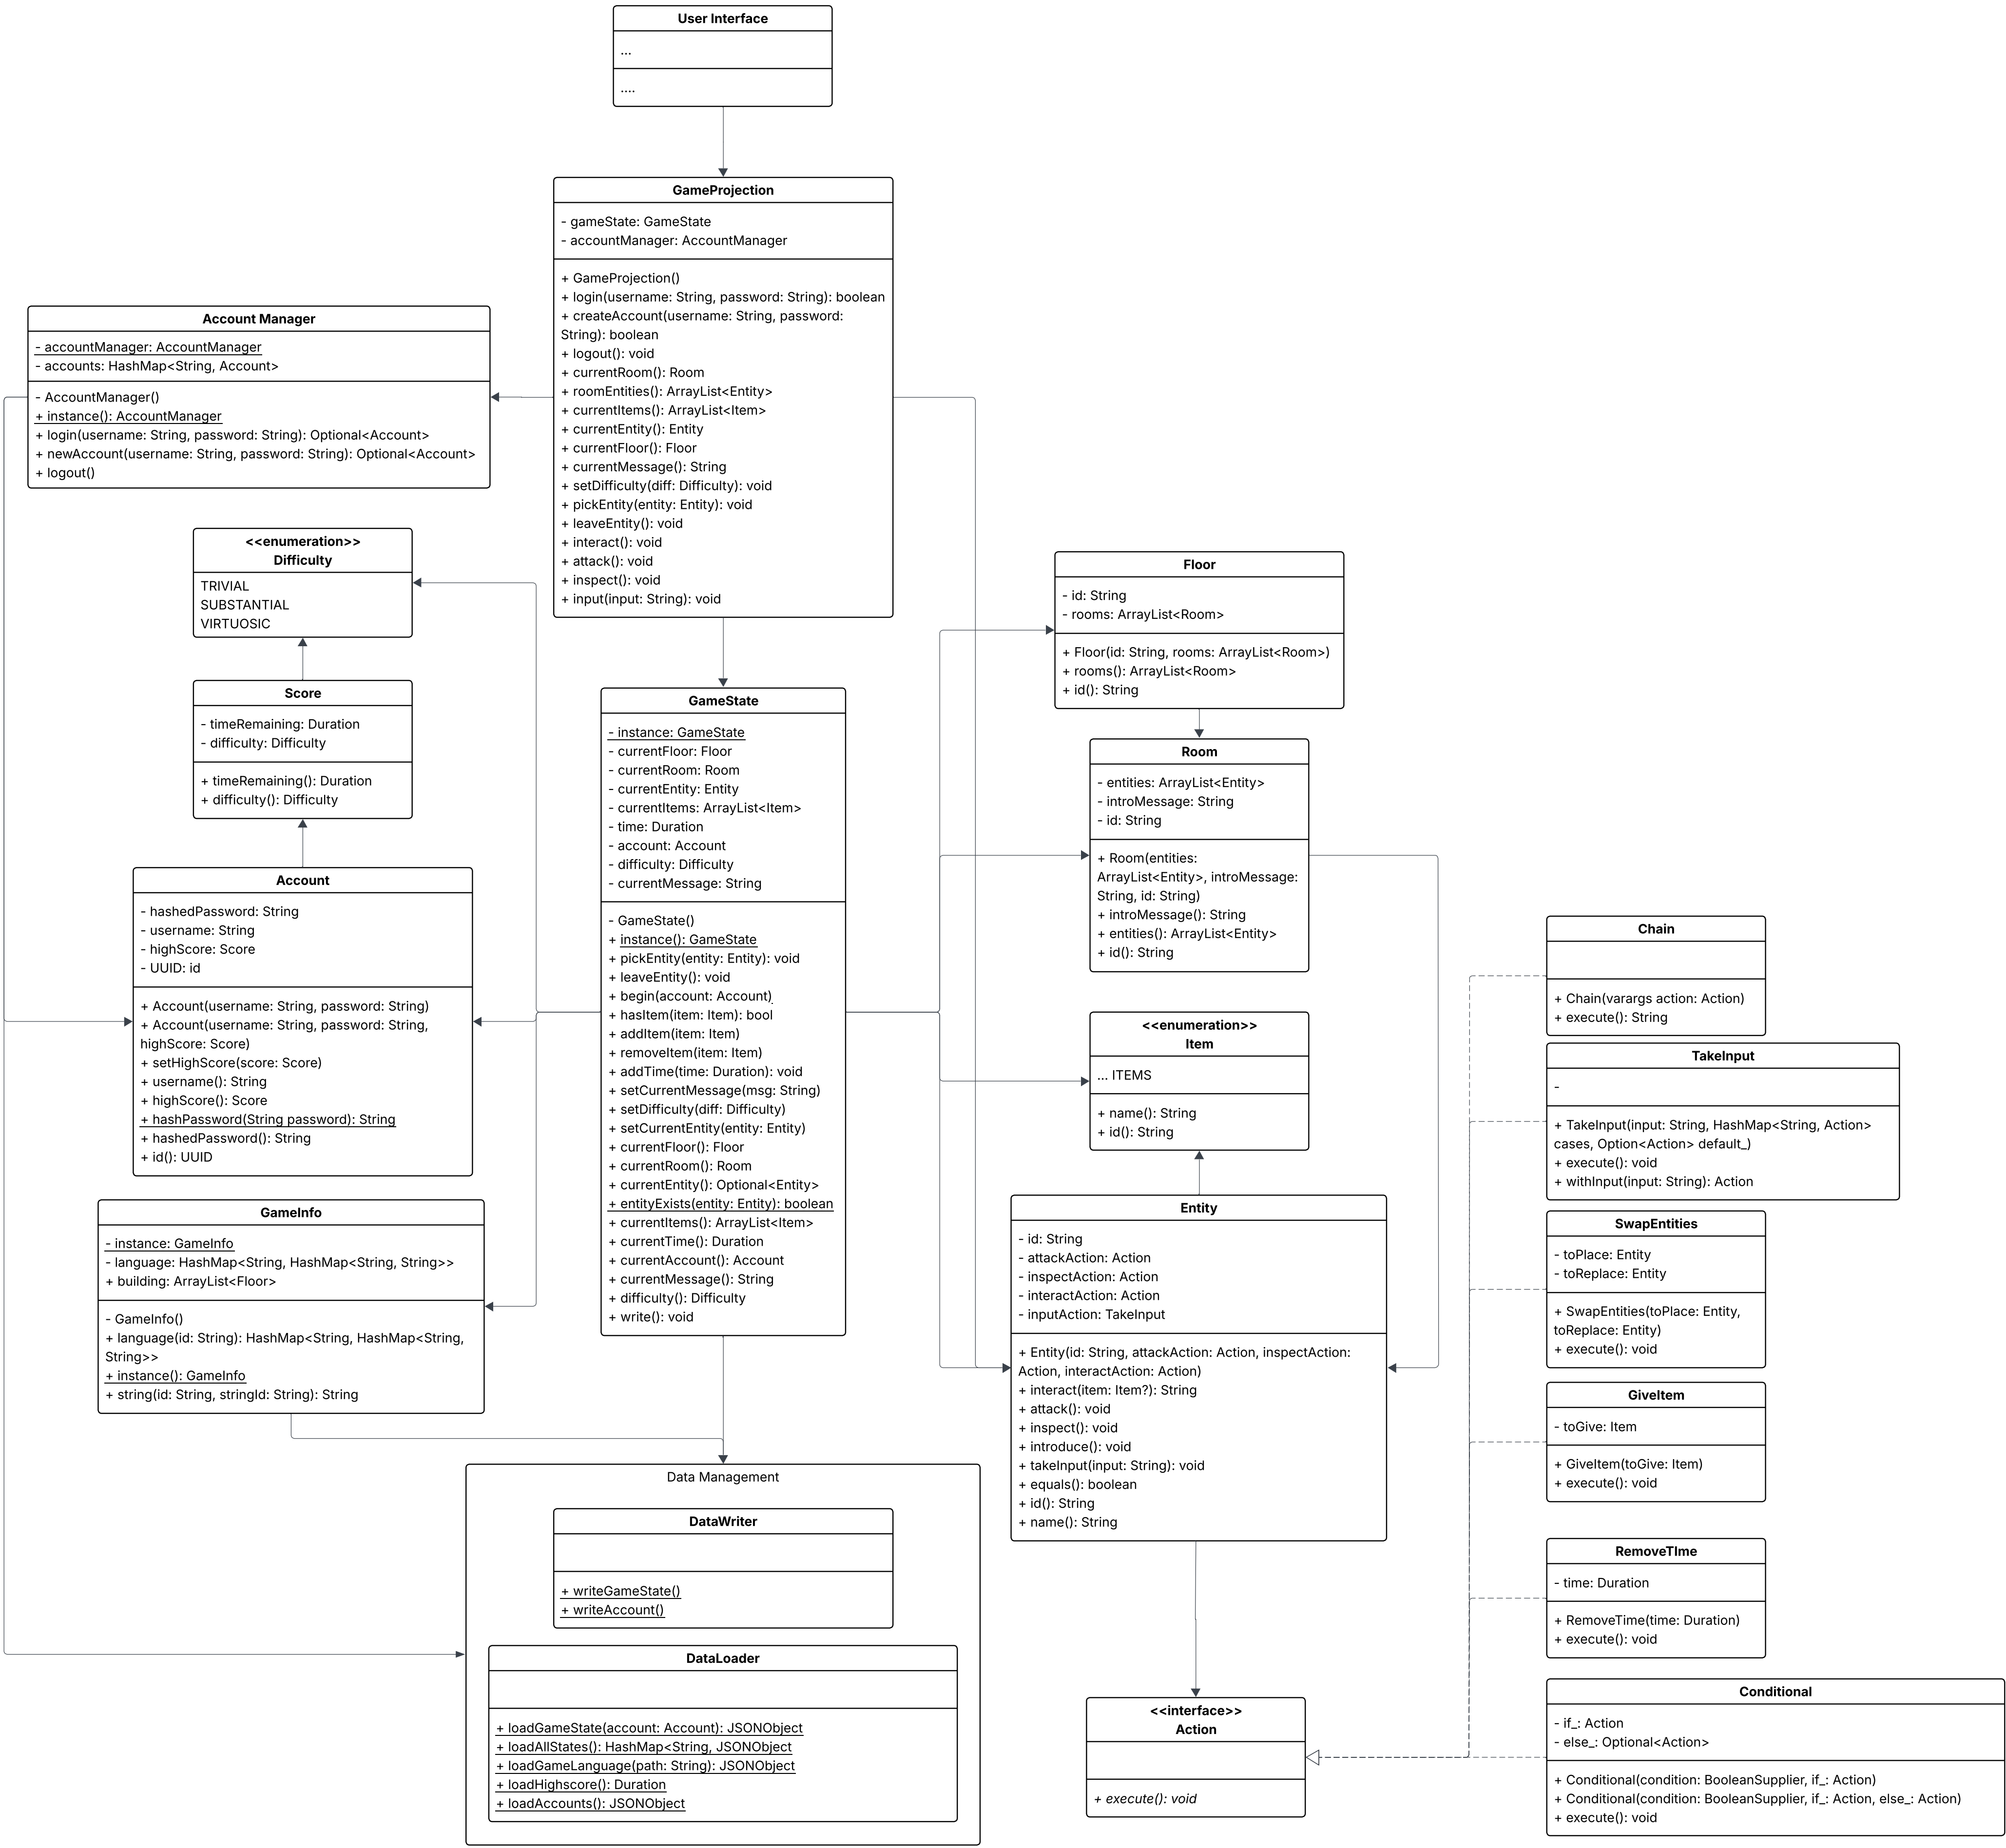 User Interface
...
....
GameProjection
- gameState: GameState
- accountManager: AccountManager
+ GameProjection()
+ login(username: String, password: String): boolean
+ createAccount(username: String, password:
String): boolean
+ logout(): void
+ currentRoom(): Room
+ roomEntities(): ArrayList<Entity>
+ currentItems(): ArrayList<Item>
+ currentEntity(): Entity
+ currentFloor(): Floor
+ currentMessage(): String
+ setDifficulty(diff: Difficulty): void
+ pickEntity(entity: Entity): void
+ leaveEntity(): void
+ interact(): void
+ attack(): void
+ inspect(): void
+ input(input: String): void
Account Manager
- accountManager: AccountManager
- accounts: HashMap<String, Account>
- AccountManager()
+ instance(): AccountManager
+ login(username: String, password: String): Optional<Account>
+ newAccount(username: String, password: String): Optional<Account>
+ logout()
<<enumeration>>
Difficulty
TRIVIAL
SUBSTANTIAL
VIRTUOSIC
Score
- timeRemaining: Duration
- difficulty: Difficulty
+ timeRemaining(): Duration
+ difficulty(): Difficulty
Account
- hashedPassword: String
- username: String
- highScore: Score
- UUID: id
+ Account(username: String, password: String)
+ Account(username: String, password: String,
highScore: Score)
+ setHighScore(score: Score)
+ username(): String
+ highScore(): Score
+ hashPassword(String password): String
+ hashedPassword(): String
+ id(): UUID
GameInfo
- instance: GameInfo
- language: HashMap<String, HashMap<String, String>>
+ building: ArrayList<Floor>
- GameInfo()
+ language(id: String): HashMap<String, HashMap<String,
String>>
+ instance(): GameInfo
+ string(id: String, stringId: String): String
GameState
- instance: GameState
- currentFloor: Floor
- currentRoom: Room
- currentEntity: Entity
- currentItems: ArrayList<Item>
- time: Duration
- account: Account
- difficulty: Difficulty
- currentMessage: String
- GameState()
+ instance(): GameState
+ pickEntity(entity: Entity): void
+ leaveEntity(): void
+ begin(account: Account)
+ hasItem(item: Item): bool
+ addItem(item: Item)
+ removeItem(item: Item)
+ addTime(time: Duration): void
+ setCurrentMessage(msg: String)
+ setDifficulty(diff: Difficulty)
+ setCurrentEntity(entity: Entity)
+ currentFloor(): Floor
+ currentRoom(): Room
+ currentEntity(): Optional<Entity>
+ entityExists(entity: Entity): boolean
+ currentItems(): ArrayList<Item>
+ currentTime(): Duration
+ currentAccount(): Account
+ currentMessage(): String
+ difficulty(): Difficulty
+ write(): void
Data Management
DataWriter
+ writeGameState()
+ writeAccount()
DataLoader
+ loadGameState(account: Account): JSONObject
+ loadAllStates(): HashMap<String, JSONObject
+ loadGameLanguage(path: String): JSONObject
+ loadHighscore(): Duration
+ loadAccounts(): JSONObject
Floor
- id: String
- rooms: ArrayList<Room>
+ Floor(id: String, rooms: ArrayList<Room>)
+ rooms(): ArrayList<Room>
+ id(): String
Room
- entities: ArrayList<Entity>
- introMessage: String
- id: String
+ Room(entities:
ArrayList<Entity>, introMessage:
String, id: String)
+ introMessage(): String
+ entities(): ArrayList<Entity>
+ id(): String
<<enumeration>>
Item
... ITEMS
+ name(): String
+ id(): String
Entity
- id: String
- attackAction: Action
- inspectAction: Action
- interactAction: Action
- inputAction: TakeInput
+ Entity(id: String, attackAction: Action, inspectAction:
Action, interactAction: Action)
+ interact(item: Item?): String
+ attack(): void
+ inspect(): void
+ introduce(): void
+ takeInput(input: String): void
+ equals(): boolean
+ id(): String
+ name(): String
<<interface>>
Action
+ execute(): void
Chain
+ Chain(varargs action: Action)
+ execute(): String
TakeInput
-
+ TakeInput(input: String, HashMap<String, Action>
cases, Option<Action> default_)
+ execute(): void
+ withInput(input: String): Action
SwapEntities
- toPlace: Entity
- toReplace: Entity
+ SwapEntities(toPlace: Entity,
toReplace: Entity)
+ execute(): void
GiveItem
- toGive: Item
+ GiveItem(toGive: Item)
+ execute(): void
RemoveTIme
- time: Duration
+ RemoveTime(time: Duration)
+ execute(): void
Conditional
- if_: Action
- else_: Optional<Action>
+ Conditional(condition: BooleanSupplier, if_: Action)
+ Conditional(condition: BooleanSupplier, if_: Action, else_: Action)
+ execute(): void